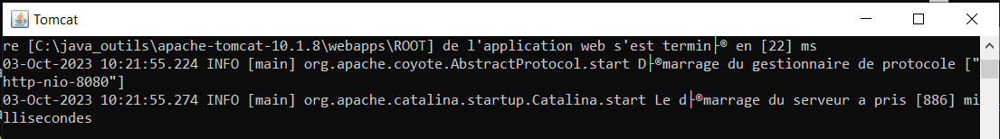 Tomcat
re [C:\java_outils\apache-tomcat-10.1.8\webapps\ROOT] de l'application web s'est termin├® en [22] ms
03-Oct-2023 10:21:55.224 INFO [main] org.apache.coyote.AbstractProtocol.start D├®marrage du gestionnaire de protocole ["
http-nio-8080"]
03-Oct-2023 10:21:55.274 INFO [main] org.apache.catalina.startup.Catalina.start Le d├®marrage du serveur a pris [886] mi
llisecondes